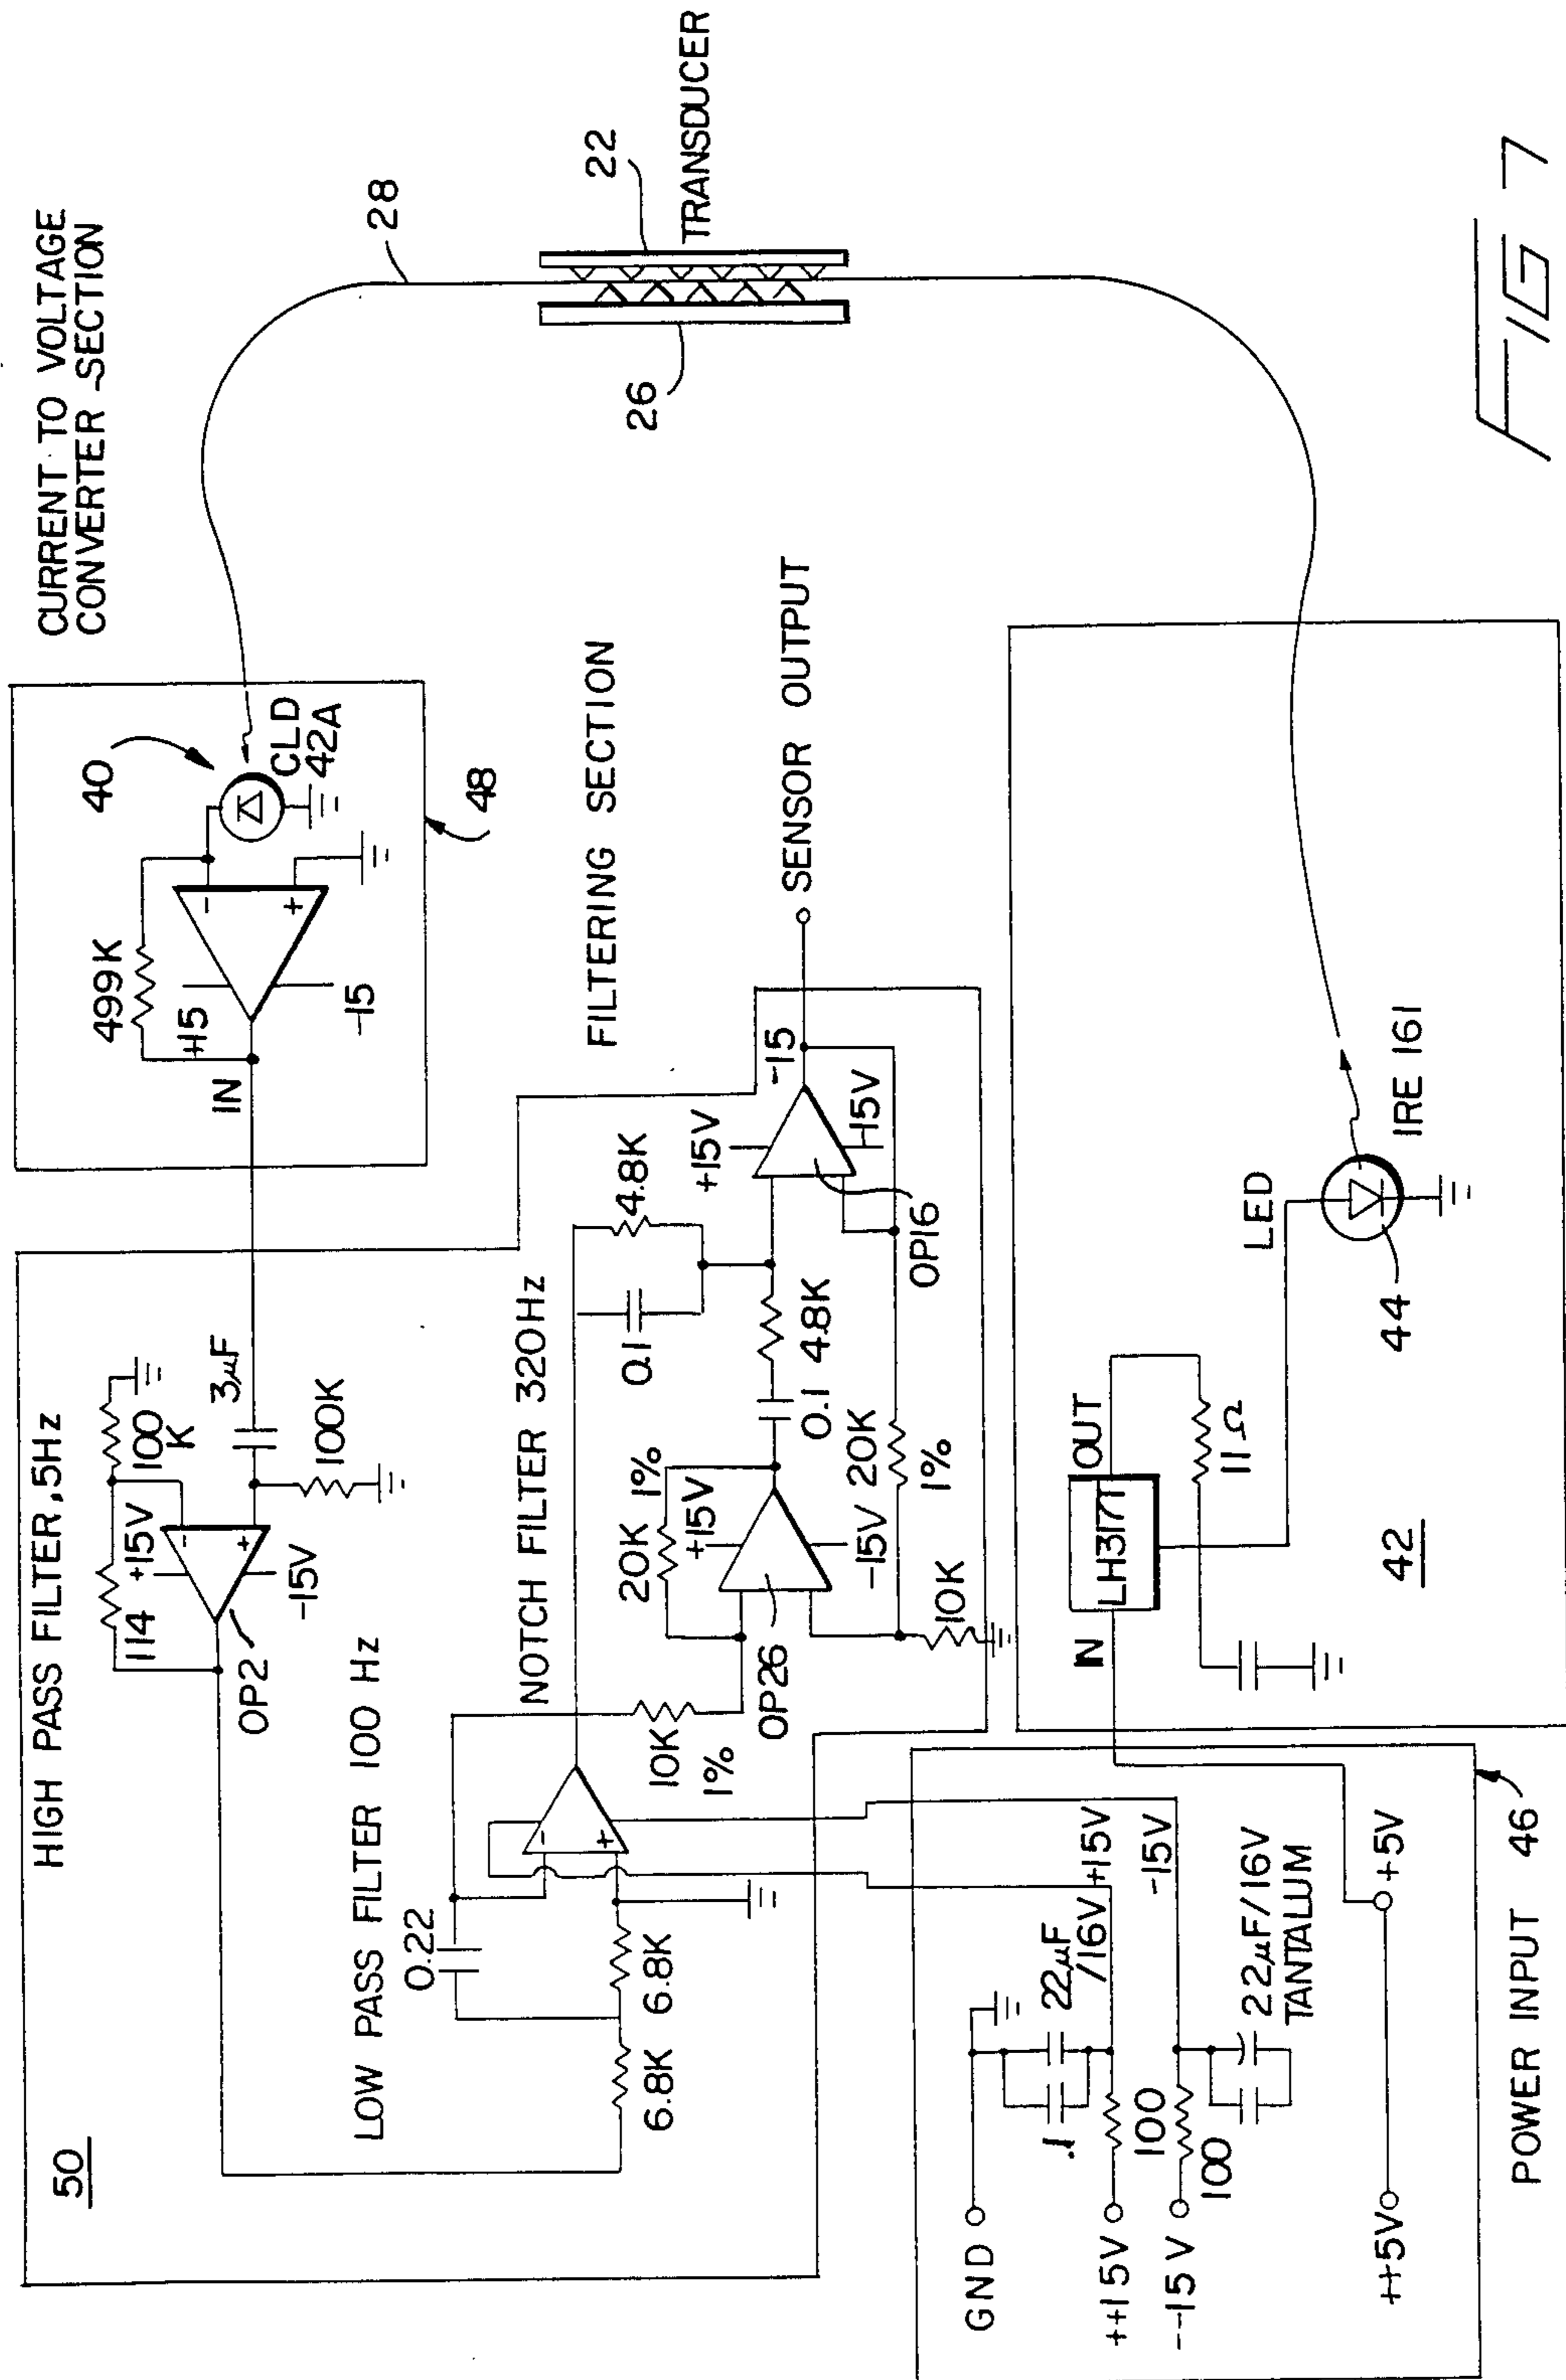 CURRENT TO VOLTAGE
CONVERTER - SECTION
40
CLD
42A
48
499K
+15
-15
-
+
IN
28
22
TRANSDUCER
26
50
HIGH PASS FILTER, 5Hz
114
+15V
100
K
3µF
100K
-
+
-15V
OP2
LOW PASS FILTER 100 Hz
0.22
6.8K
6.8K
-
+
NOTCH FILTER 320Hz
10K
1%
20K
1%
+15V
-15V
OP26
10K
0.1
4.8K
0.1
4.8K
20K
1%
+15V
-15
-15V
OP16
FILTERING SECTION
SENSOR OUTPUT
GND
.1
22µF
/16V
+15V
++15V
100
--15V
100
-15V
22µF/16V
TANTALUM
++5V
+5V
POWER INPUT
46
IN
LH317T
OUT
11Ω
42
LED
44
IRE 161
FIG 7